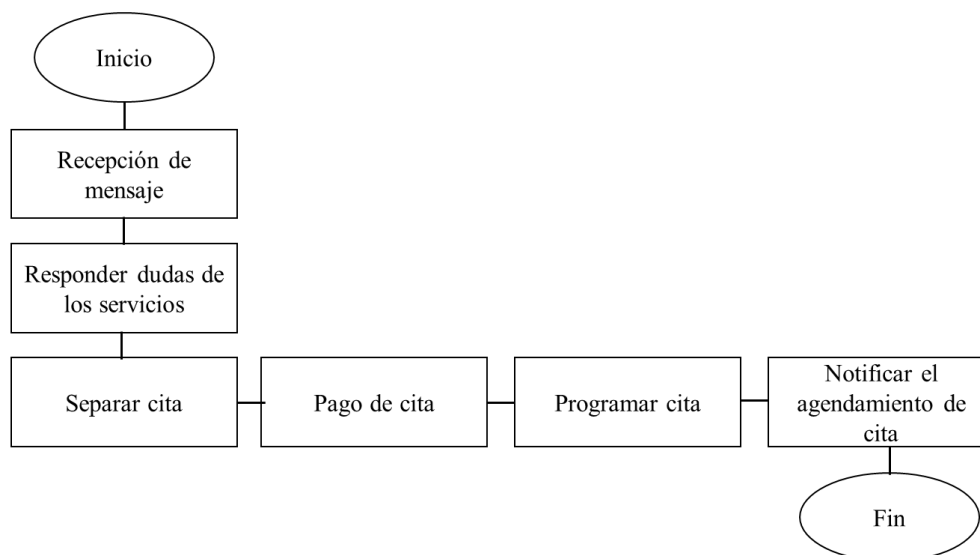 Inicio
Recepción de
mensaje
Responder dudas de
los servicios
Separar cita
Pago de cita
Programar cita
Notificar el
agendamiento de
cita
Fin